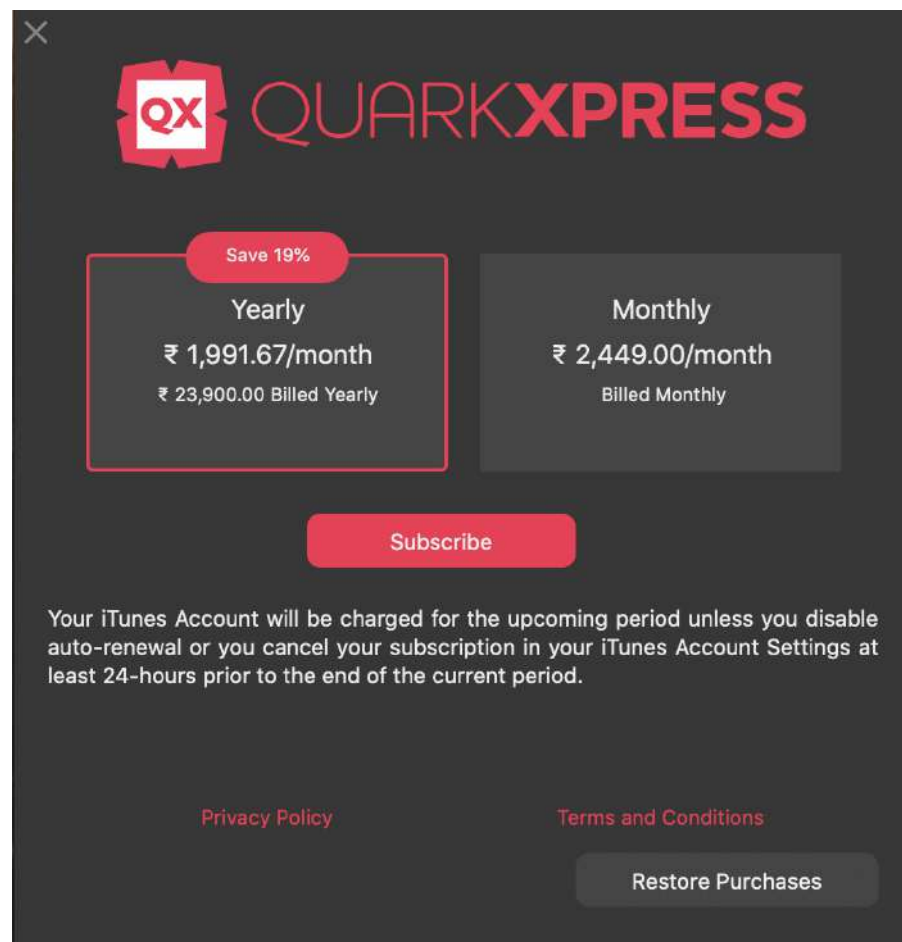 QX QUARKXPRESS
Save 19%
Yearly
₹ 1,991.67/month
₹ 23,900.00 Billed Yearly
Monthly
₹ 2,449.00/month
Billed Monthly
Subscribe
Your iTunes Account will be charged for the upcoming period unless you disable
auto-renewal or you cancel your subscription in your iTunes Account Settings at
least 24-hours prior to the end of the current period.
Privacy Policy
Terms and Conditions
Restore Purchases